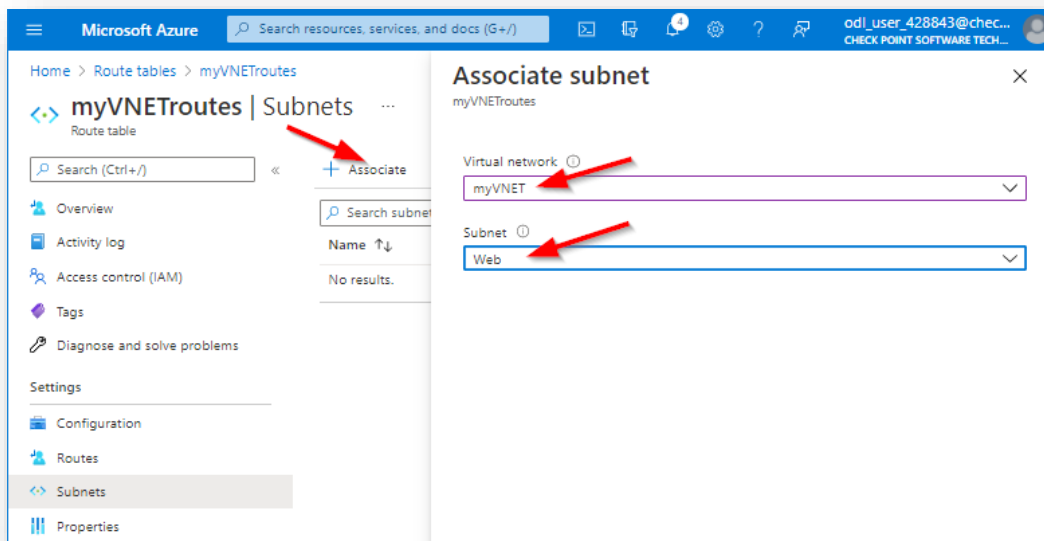 Microsoft Azure
Search resources, services, and docs (G+/)
4
odl_user_428843@chec...
CHECK POINT SOFTWARE TECH...
Home > Route tables > myVNETroutes
myVNETroutes | Subnets ...
Route table
Search (Ctrl+/)
«
Overview
Activity log
Access control (IAM)
Tags
Diagnose and solve problems
Settings
Configuration
Routes
Subnets
Properties
+ Associate
Search subnet
Name ↑↓
No results.
Associate subnet
myVNETroutes
Virtual network
myVNET
Subnet
Web